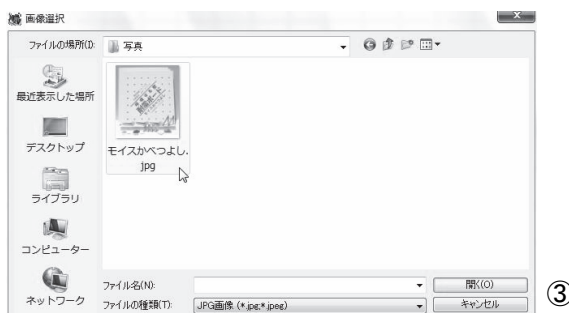 画像選択
ファイルの場所(I):
写真
最近表示した場所
デスクトップ
ライブラリ
コンピューター
ネットワーク
モイスかべつよし.
jpg
ファイル名(N):
開く(O)
ファイルの種類(T):
JPG画像 (*.jpg;*.jpeg)
キャンセル
③